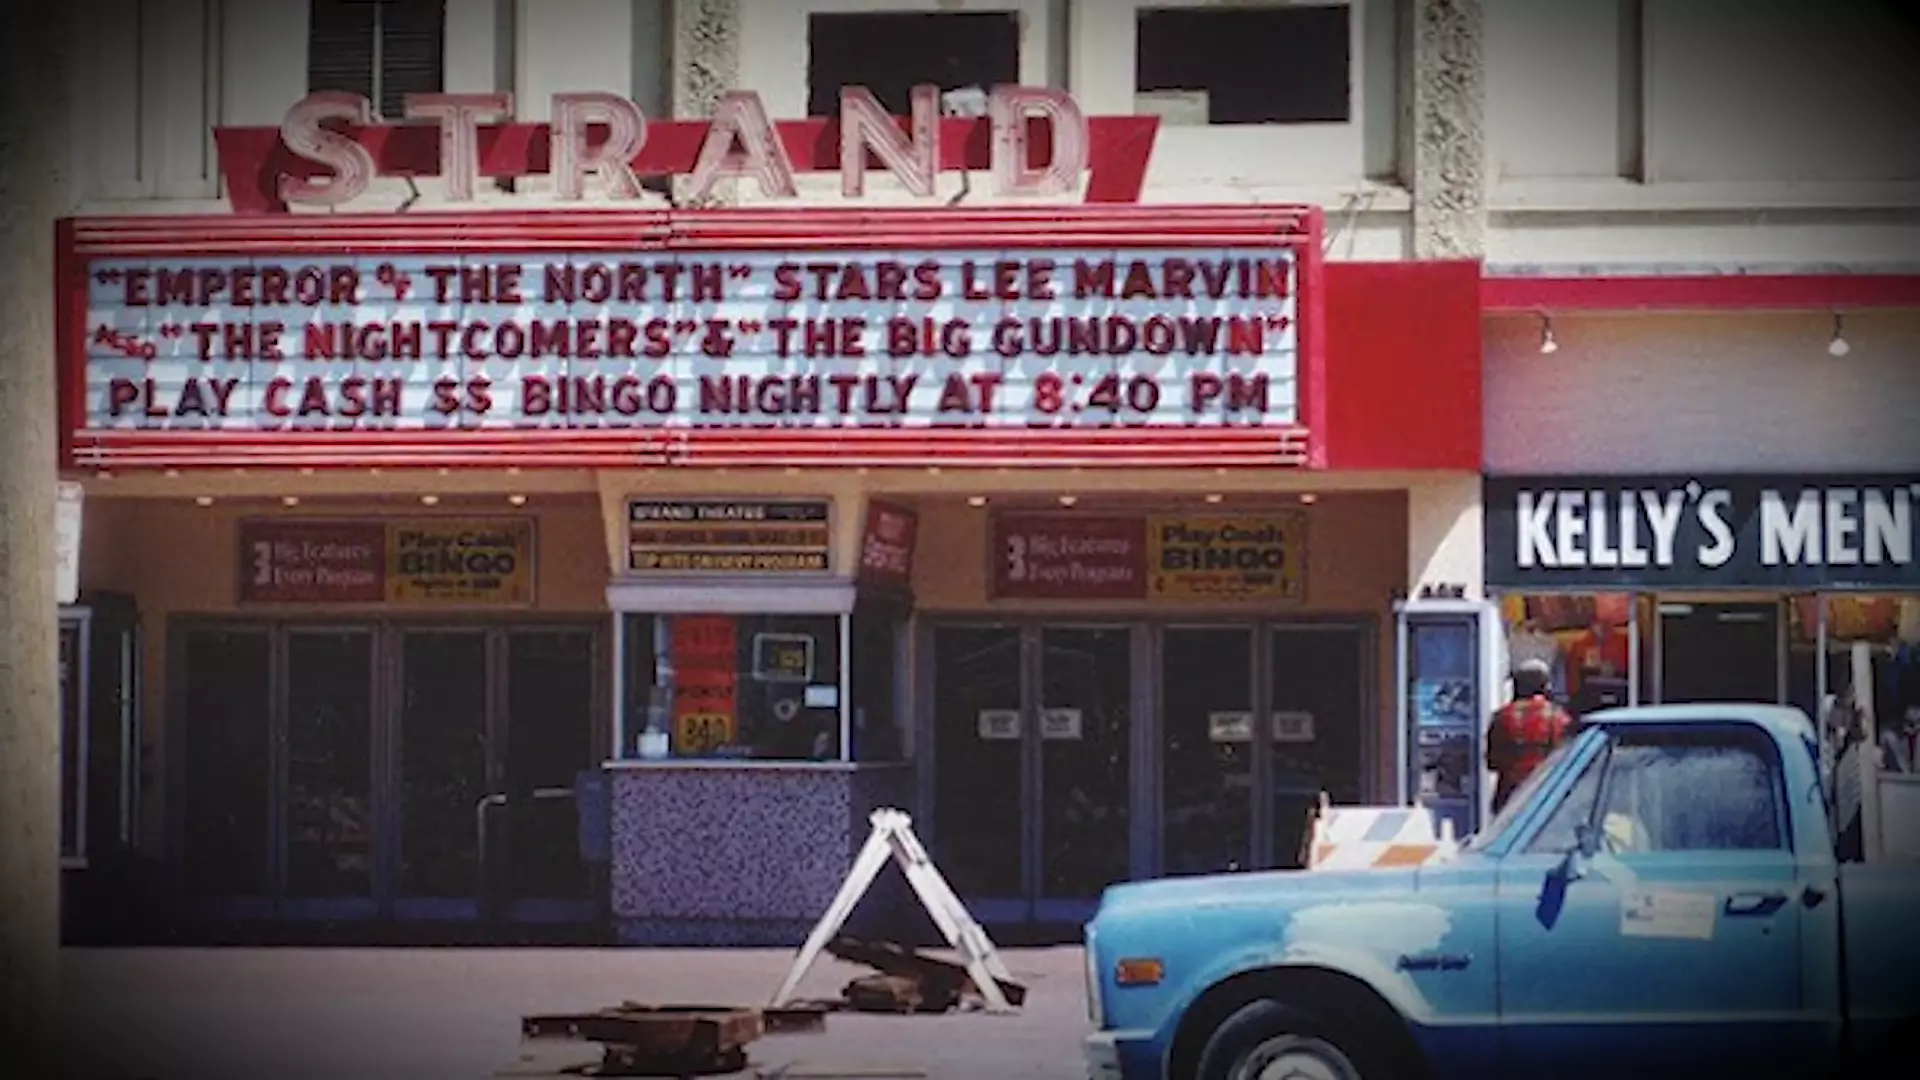 STRAND
"EMPEROR OF THE NORTH" STARS LEE MARVIN
ALSO "THE NIGHTCOMERS" & "THE BIG GUNDOWN"
PLAY CASH $$ BINGO NIGHTLY AT 8:40 PM
STRAND THEATRE
3 Big Features Every Program
Play Cash
BINGO
3 Big Features Every Program
Play Cash
BINGO
KELLY'S MEN'